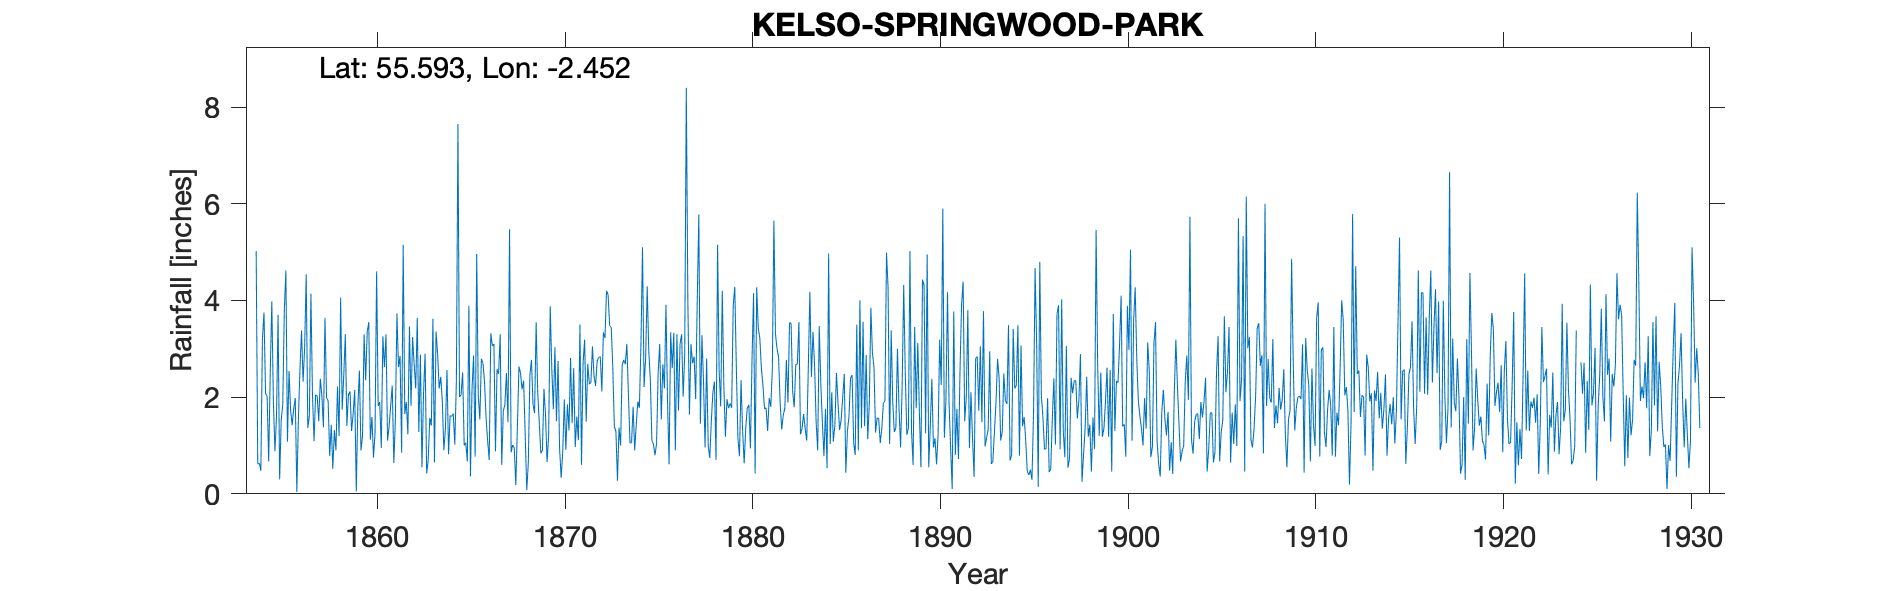 KELSO-SPRINGWOOD-PARK
Lat: 55.593, Lon: -2.452
Rainfall [inches]
8
6
4
2
0
1860 1870 1880 1890 1900 1910 1920 1930
Year